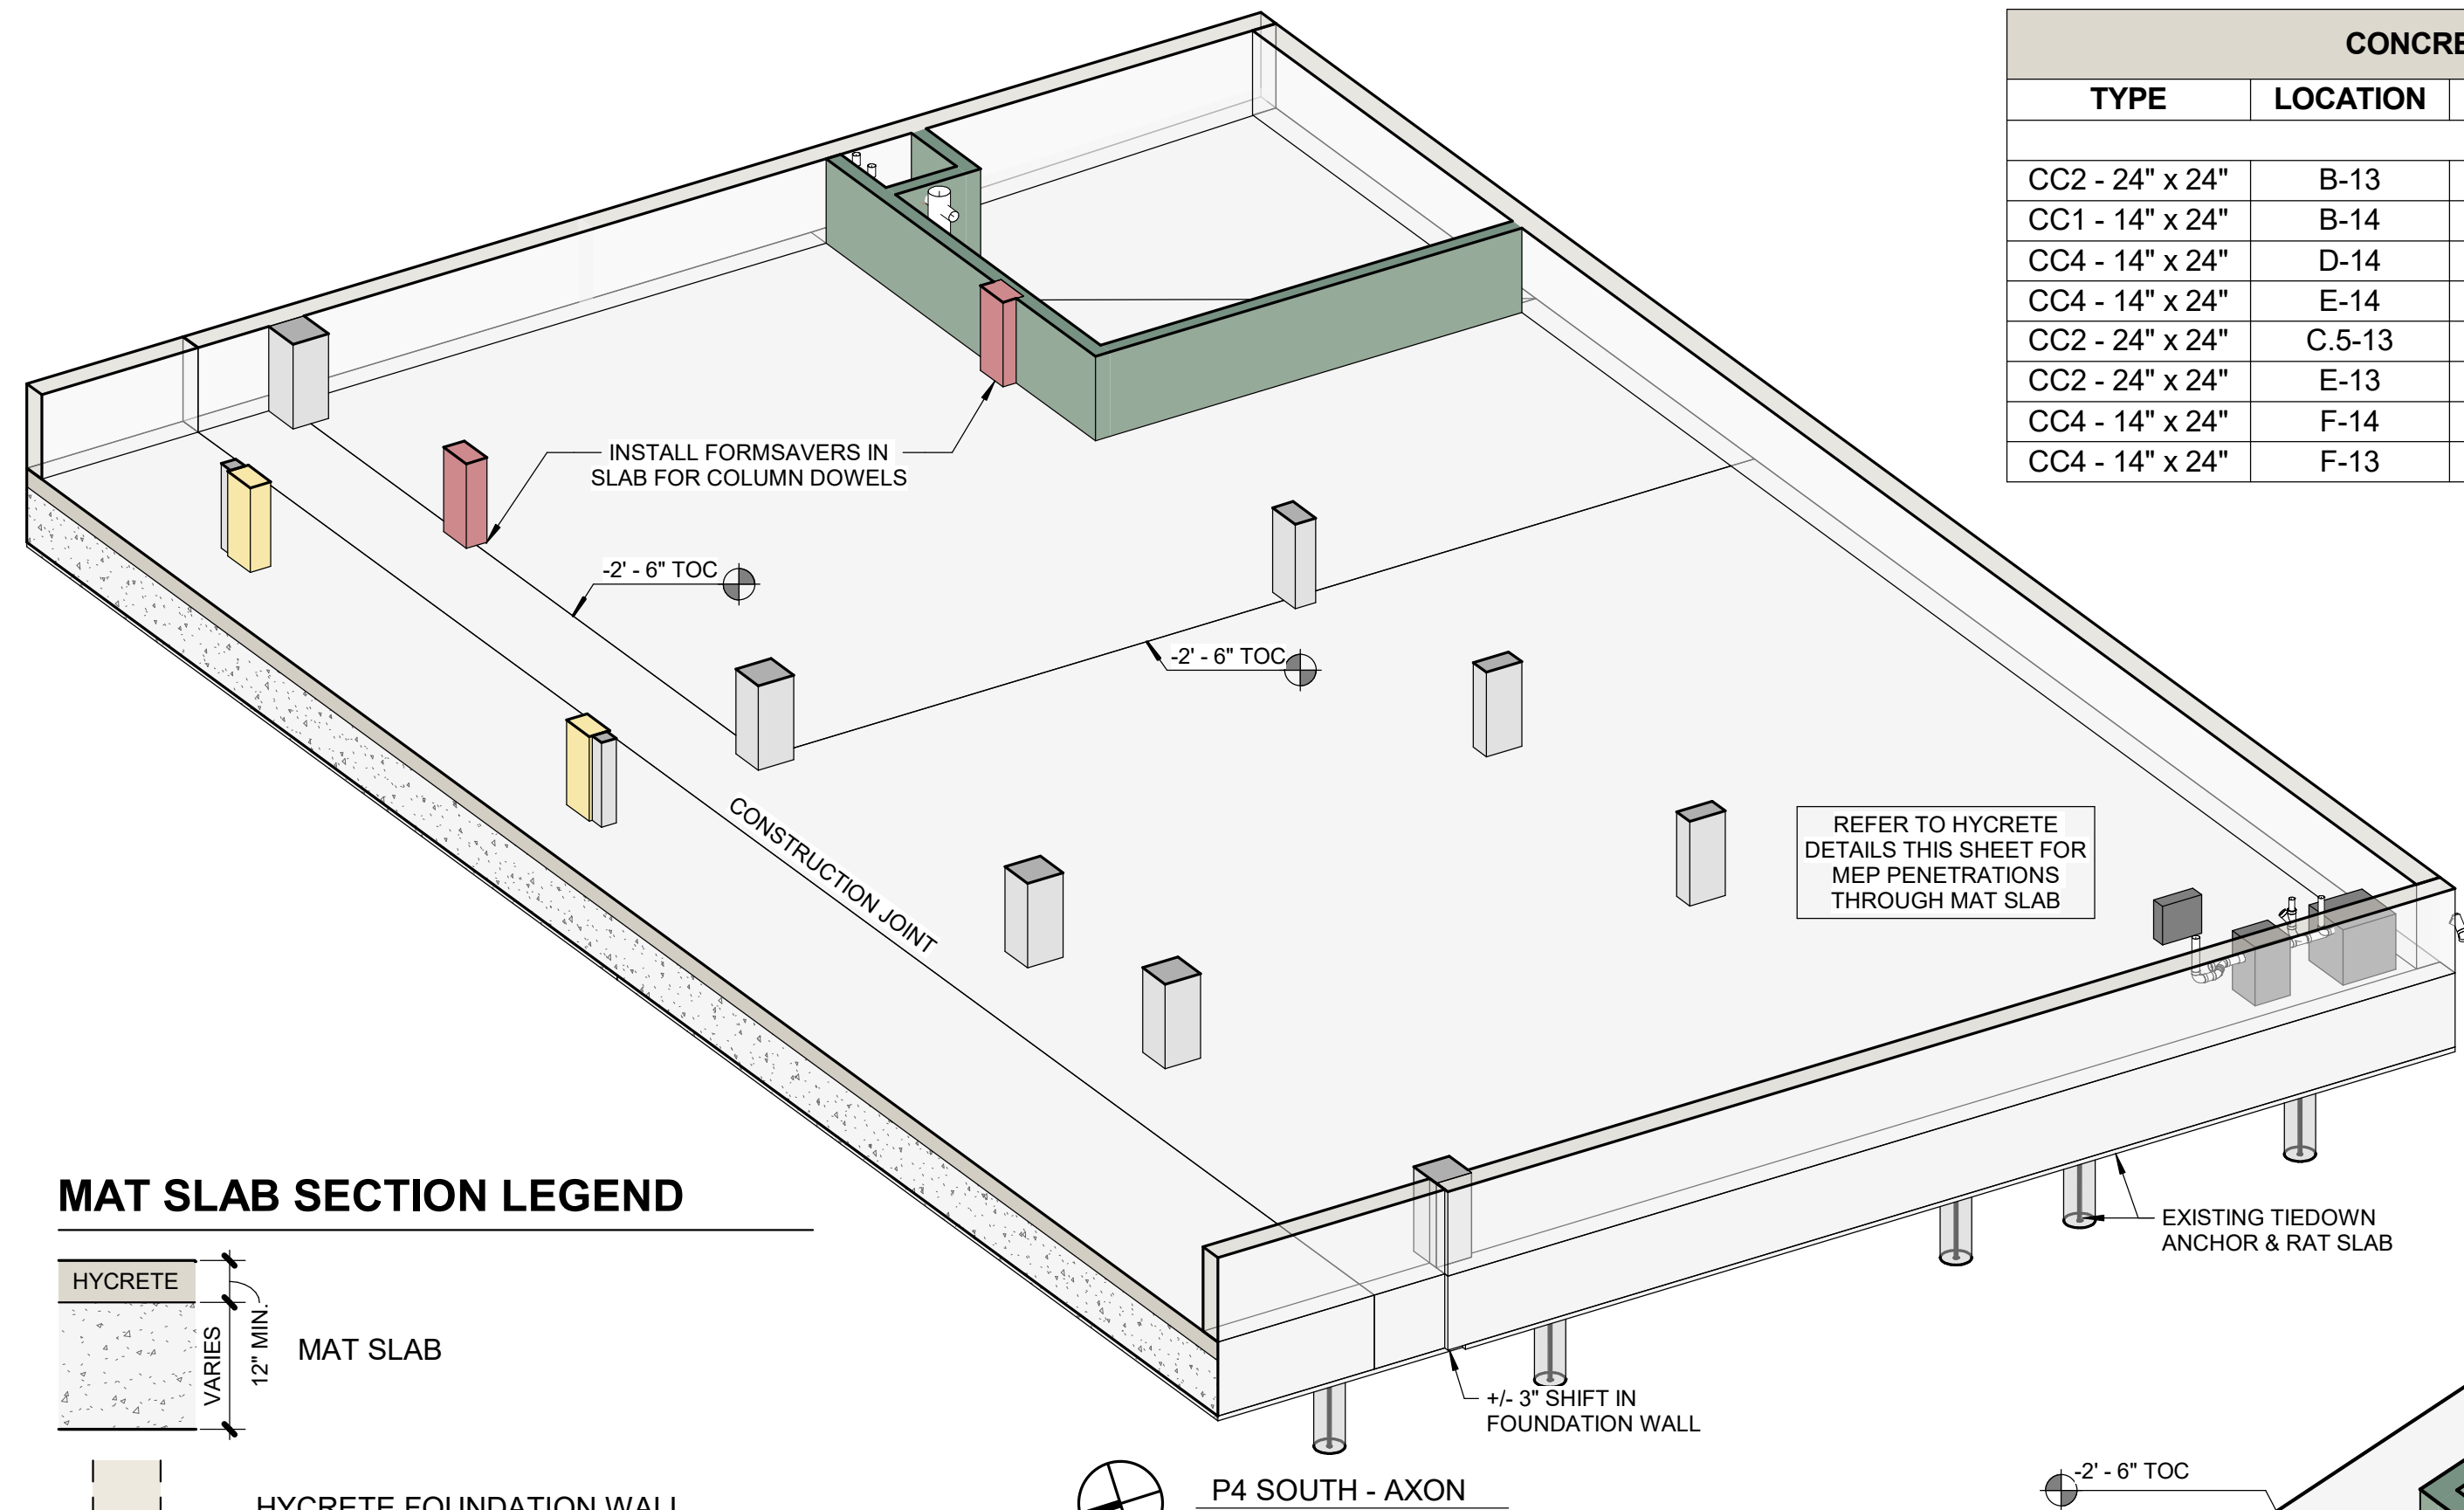 CONCRE
TYPE LOCATION
CC2 - 24" x 24" B-13
CC1 - 14" x 24" B-14
CC4 - 14" x 24" D-14
CC4 - 14" x 24" E-14
CC2 - 24" x 24" C.5-13
CC2 - 24" x 24" E-13
CC4 - 14" x 24" F-14
CC4 - 14" x 24" F-13
INSTALL FORMSAVERS IN
SLAB FOR COLUMN DOWELS
-2' - 6" TOC
-2' - 6" TOC
CONSTRUCTION JOINT
REFER TO HYCRETE
DETAILS THIS SHEET FOR
MEP PENETRATIONS
THROUGH MAT SLAB
EXISTING TIEDOWN
ANCHOR & RAT SLAB
+/- 3" SHIFT IN
FOUNDATION WALL
MAT SLAB SECTION LEGEND
HYCRETE
VARIES
12" MIN.
MAT SLAB
HYCRETE FOUNDATION WALL
P4 SOUTH - AXON
-2' - 6" TOC